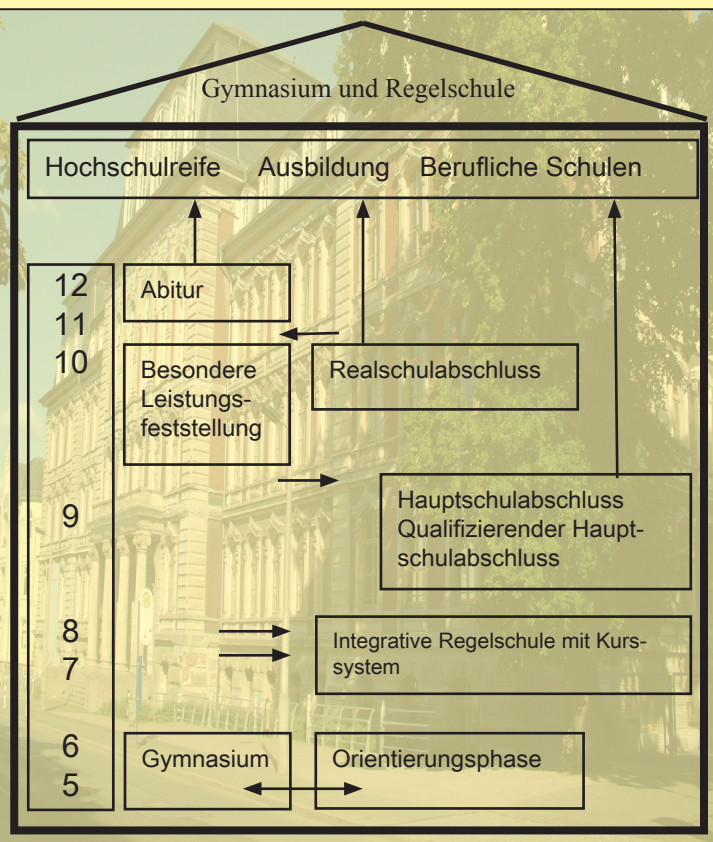 Gymnasium und Regelschule
Hochschulreife Ausbildung Berufliche Schulen
12
Abitur
11
10
Besondere
Leistungs-
feststellung
Realschulabschluss
9
Hauptschulabschluss
Qualifizierender Haupt-
schulabschluss
8
7
Integrative Regelschule mit Kurs-
system
6
5
Gymnasium
Orientierungsphase